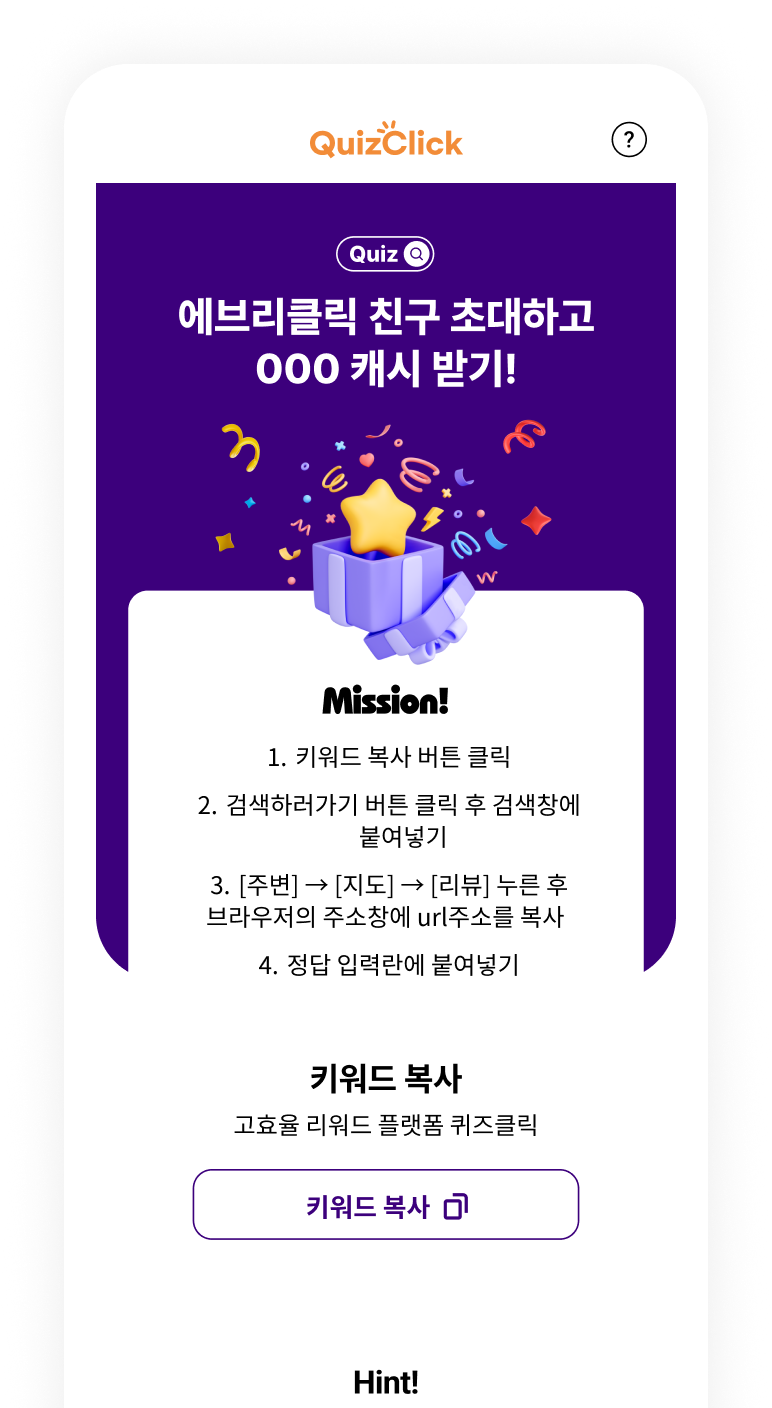 QuizClick
?
Quiz
에브리클릭 친구 초대하고
000 캐시 받기!
Mission!
1. 키워드 복사 버튼 클릭
2. 검색하러가기 버튼 클릭 후 검색창에
붙여넣기
3. [주변] → [지도] → [리뷰] 누른 후
브라우저의 주소창에 url주소를 복사
4. 정답 입력란에 붙여넣기
키워드 복사
고효율 리워드 플랫폼 퀴즈클릭
키워드 복사
Hint!